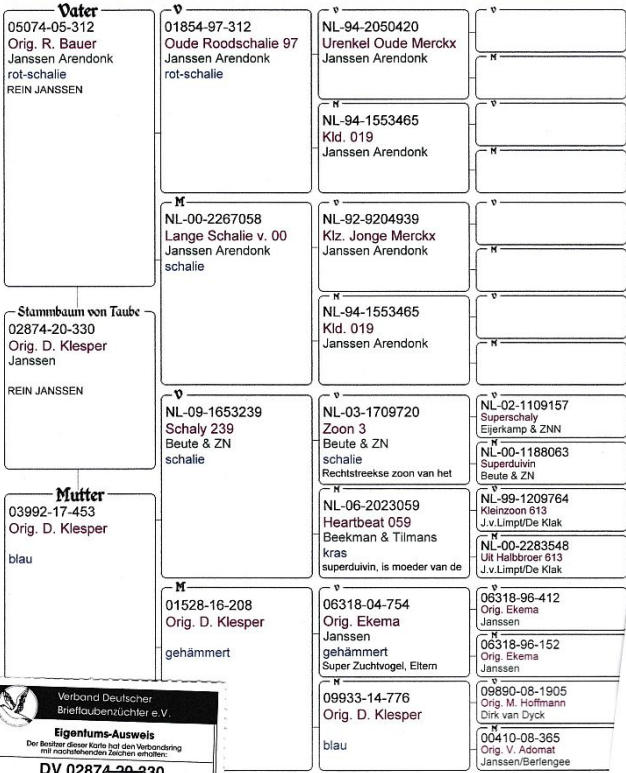 Vater
05074-05-312
Orig. R. Bauer
Janssen Arendonk
rot-schalie
REIN JANSSEN
Stammbaum von Taube
02874-20-330
Orig. D. Klesper
Janssen
REIN JANSSEN
Mutter
03992-17-453
Orig. D. Klesper
blau
V
01854-97-312
Oude Roodschalie 97
Janssen Arendonk
rot-schalie
M
NL-00-2267058
Lange Schalie v. 00
Janssen Arendonk
schalie
V
NL-09-1653239
Schaly 239
Beute & ZN
schalie
M
01528-16-208
Orig. D. Klesper
gehämmert
V
NL-94-2050420
Urenkel Oude Merckx
Janssen Arendonk
M
NL-94-1553465
Kld. 019
Janssen Arendonk
V
NL-92-9204939
Klz. Jonge Merckx
Janssen Arendonk
M
NL-94-1553465
Kld. 019
Janssen Arendonk
V
NL-03-1709720
Zoon 3
Beute & ZN
schalie
Rechtstreekse zoon van het
M
NL-06-2023059
Heartbeat 059
Beekman & Tilmans
kras
superduivin, is moeder van de
V
06318-04-754
Orig. Ekema
Janssen
gehämmert
Super Zuchtvogel, Eltern
M
09933-14-776
Orig. D. Klesper
blau
V
M
V
M
V
M
V
M
V
NL-02-1109157
Superschaly
Eijerkamp & ZNN
M
NL-00-1188063
Superduivin
Beute & ZN
V
NL-99-1209764
Kleinzoon 613
J.v.Limpt/De Klak
M
NL-00-2283548
Uit Halbbroer 613
J.v.Limpt/De Klak
V
06318-96-412
Orig. Ekema
Janssen
M
06318-96-152
Orig. Ekema
Janssen
V
09890-08-1905
Orig. M. Hoffmann
Dirk van Dyck
M
00410-08-365
Orig. V. Adomat
Janssen/Berlengee
Verband Deutscher
Brieftaubenzüchter e.V.
Eigentums-Ausweis
Der Besitzer dieser Karte hat den Verbandsring
mit nachstehenden Zeichen erhalten:
DV 02874-20-330